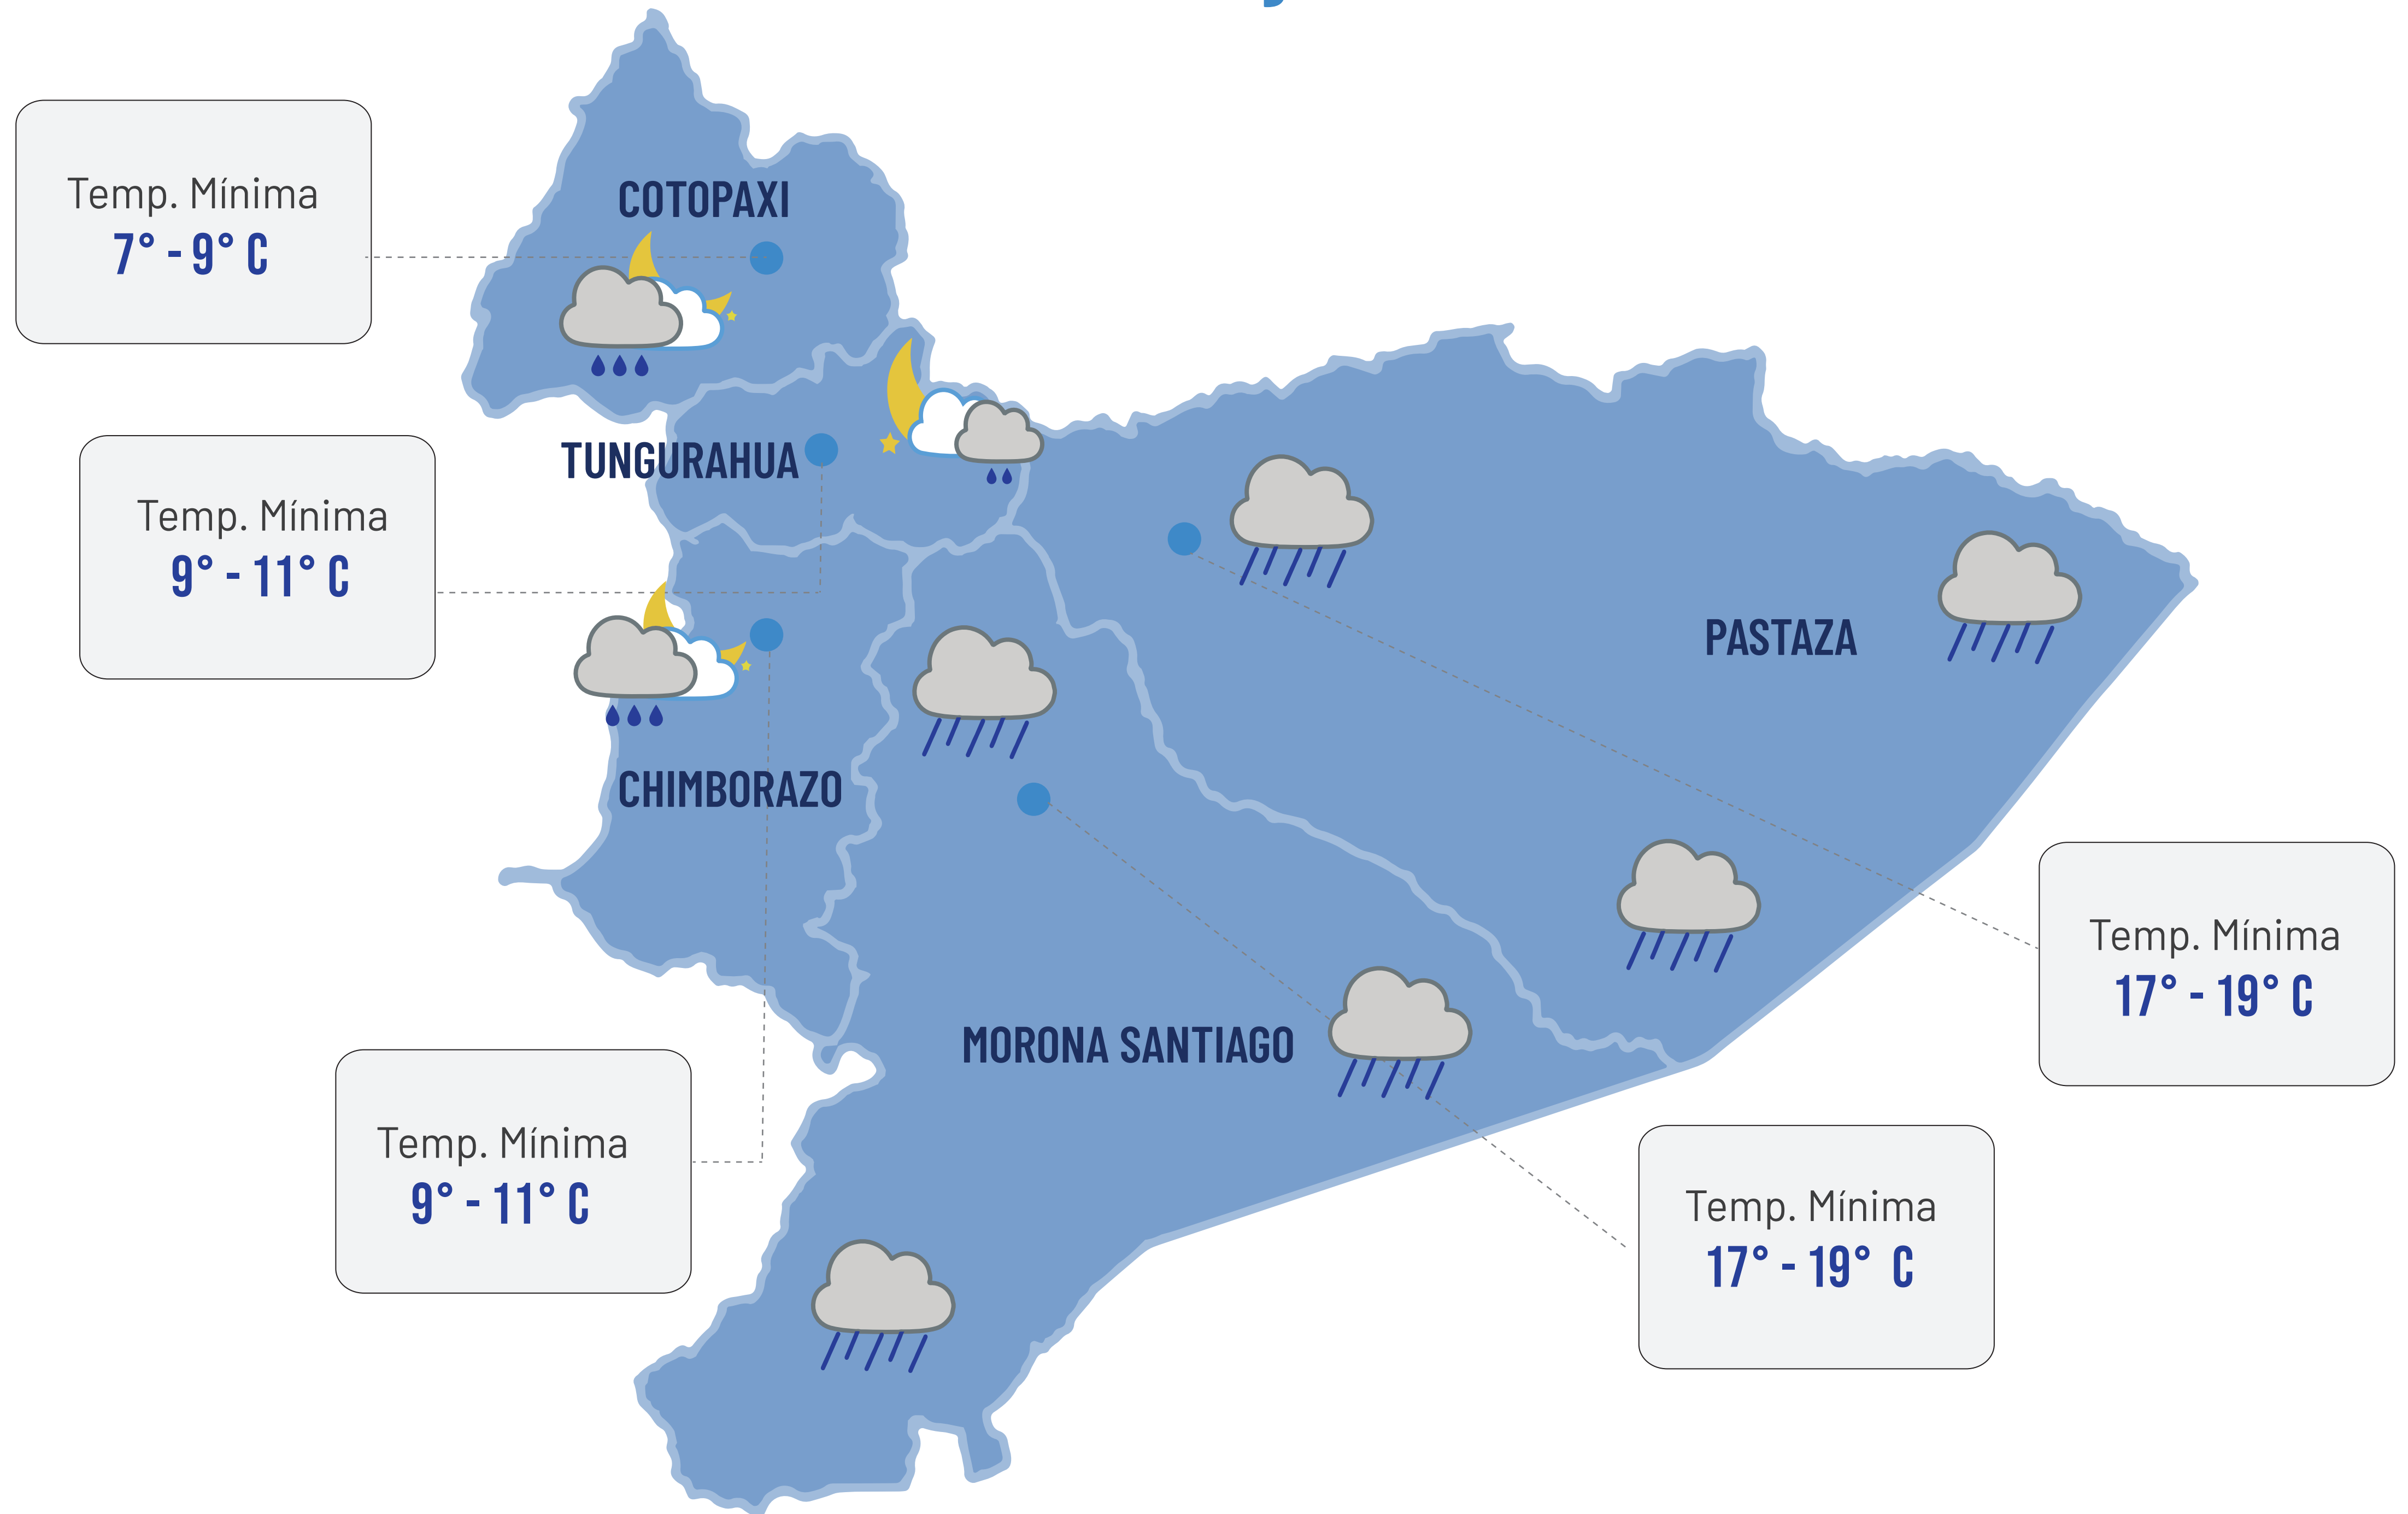 COTOPAXI
Temp. Mínima
7° - 9° C
TUNGURAHUA
Temp. Mínima
9° - 11° C
PASTAZA
CHIMBORAZO
Temp. Mínima
17° - 19° C
MORONA SANTIAGO
Temp. Mínima
9° - 11° C
Temp. Mínima
17° - 19° C